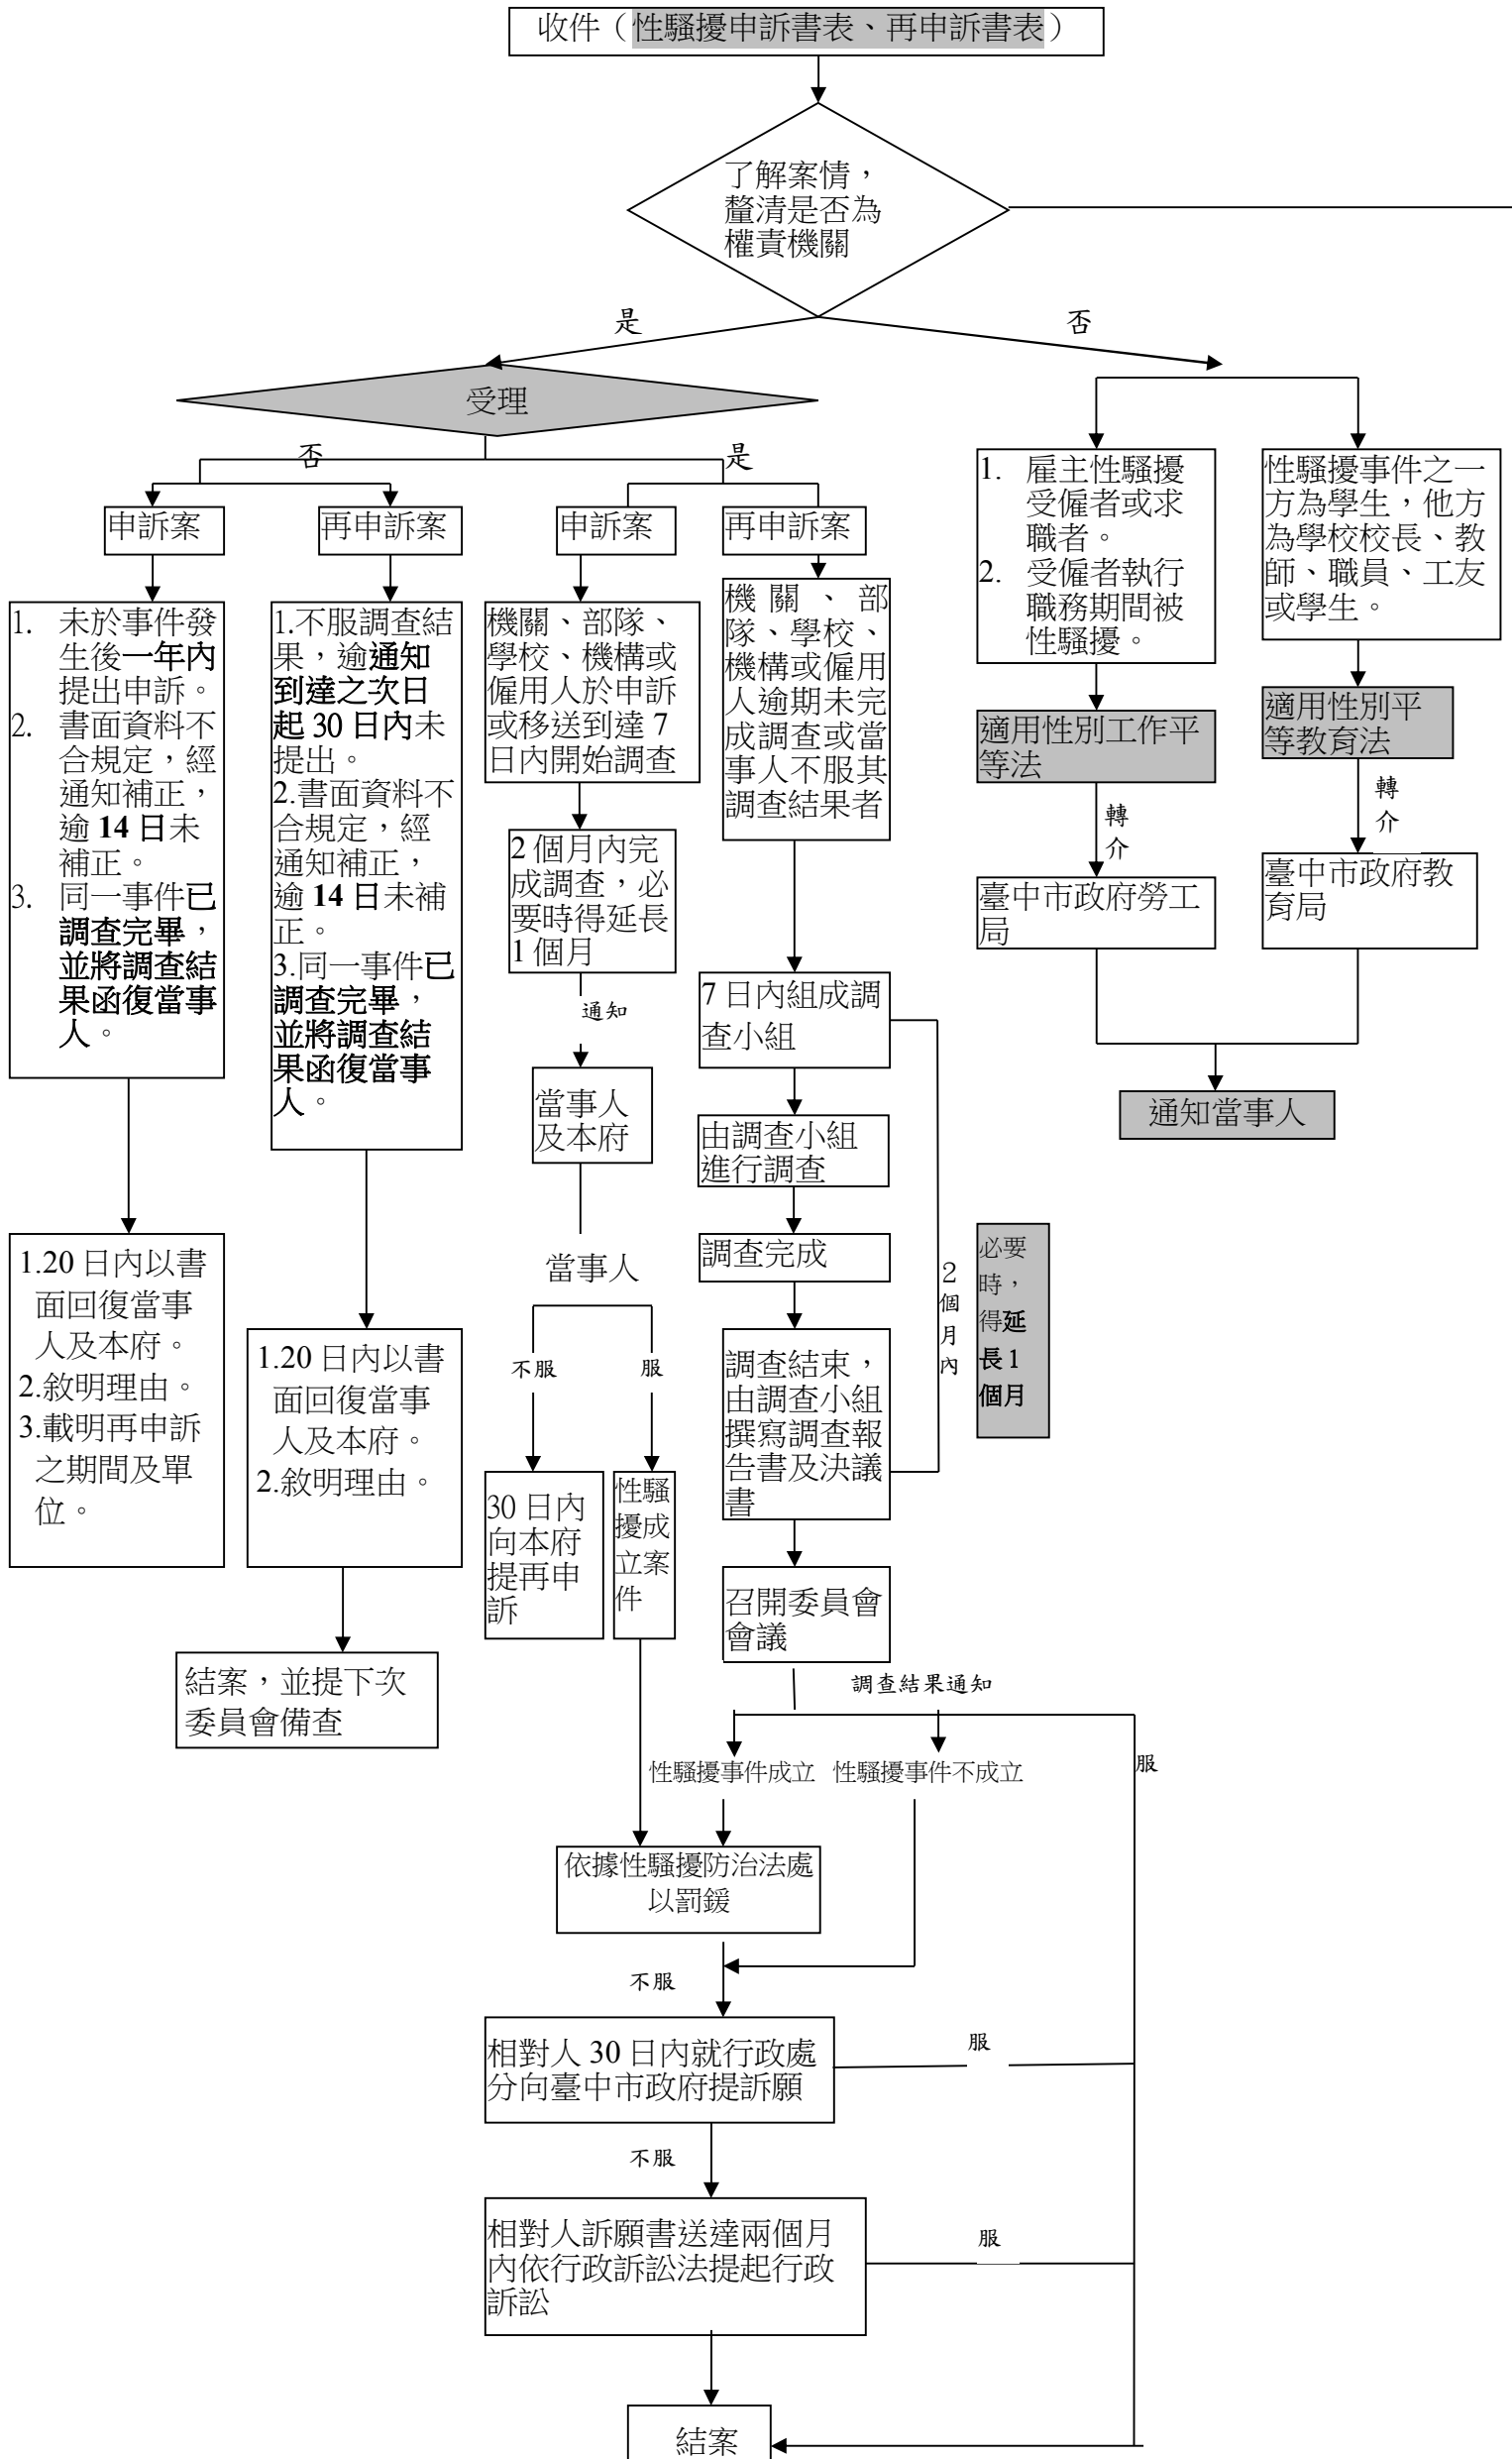 收件（性騷擾申訴書表、再申訴書表）
了解案情，
釐清是否為
權責機關
是
否
受理
否
是
申訴案
再申訴案
申訴案
再申訴案
1. 未於事件發
生後一年內
提出申訴。
2. 書面資料不
合規定，經
通知補正，
逾 14 日未
補正。
3. 同一事件已
調查完畢，
並將調查結
果函復當事
人。
1.不服調查結
果，逾通知
到達之次日
起 30 日內未
提出。
2.書面資料不
合規定，經
通知補正，
逾 14 日未補
正。
3.同一事件已
調查完畢，
並將調查結
果函復當事
人。
機關、部隊、
學校、機構或
僱用人於申訴
或移送到達 7
日內開始調查
機關、部
隊、學校、
機構或僱用
人逾期未完
成調查或當
事人不服其
調查結果者
1. 雇主性騷擾
受僱者或求
職者。
2. 受僱者執行
職務期間被
性騷擾。
性騷擾事件之一
方為學生，他方
為學校校長、教
師、職員、工友
或學生。
適用性別工作平
等法
適用性別平
等教育法
轉
介
轉
介
臺中市政府勞工
局
臺中市政府教
育局
通知當事人
2 個月內完
成調查，必
要時得延長
1 個月
通知
當事人
及本府
當事人
不服
服
30 日內
向本府
提再申
訴
性騷
擾成
立案
件
7 日內組成調
查小組
由調查小組
進行調查
調查完成
調查結束，
由調查小組
撰寫調查報
告書及決議
書
2
個
月
內
必要
時，
得延
長 1
個月
召開委員會
會議
調查結果通知
1.20 日內以書
面回復當事
人及本府。
2.敘明理由。
3.載明再申訴
之期間及單
位。
1.20 日內以書
面回復當事
人及本府。
2.敘明理由。
結案，並提下次
委員會備查
性騷擾事件成立
性騷擾事件不成立
服
依據性騷擾防治法處
以罰鍰
不服
相對人 30 日內就行政處
分向臺中市政府提訴願
服
不服
相對人訴願書送達兩個月
內依行政訴訟法提起行政
訴訟
服
結案